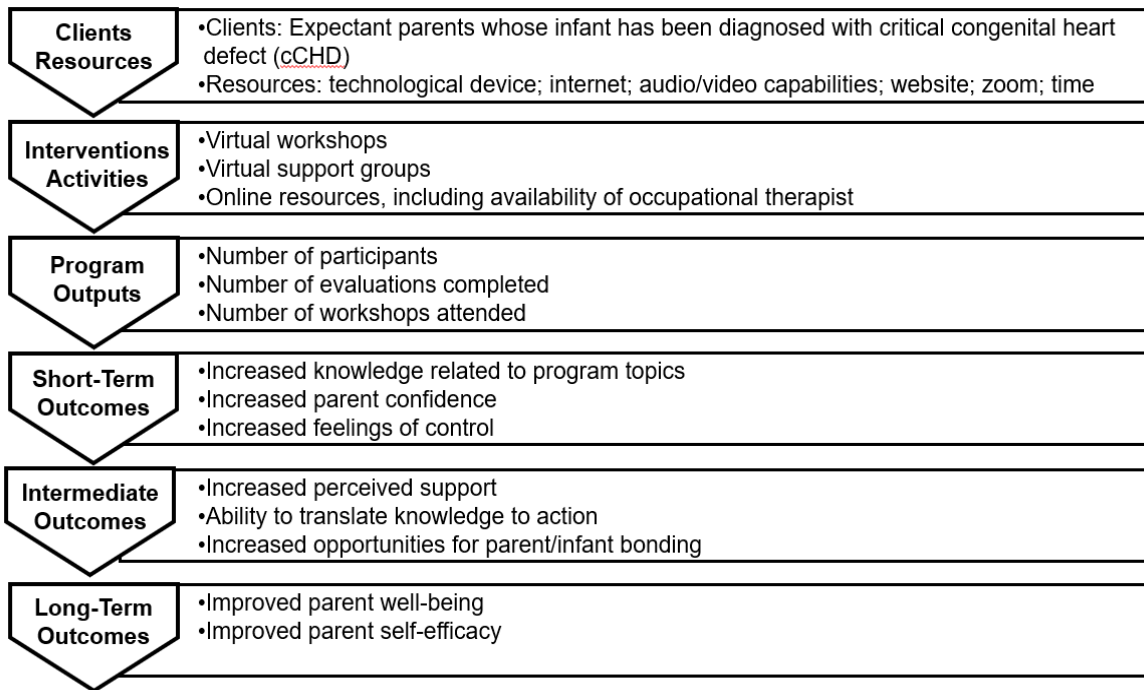 Clients
Resources
•Clients: Expectant parents whose infant has been diagnosed with critical congenital heart
defect (cCHD)
•Resources: technological device; internet; audio/video capabilities; website; zoom; time
Interventions
Activities
•Virtual workshops
•Virtual support groups
•Online resources, including availability of occupational therapist
Program
Outputs
•Number of participants
•Number of evaluations completed
•Number of workshops attended
Short-Term
Outcomes
•Increased knowledge related to program topics
•Increased parent confidence
•Increased feelings of control
Intermediate
Outcomes
•Increased perceived support
•Ability to translate knowledge to action
•Increased opportunities for parent/infant bonding
Long-Term
Outcomes
•Improved parent well-being
•Improved parent self-efficacy